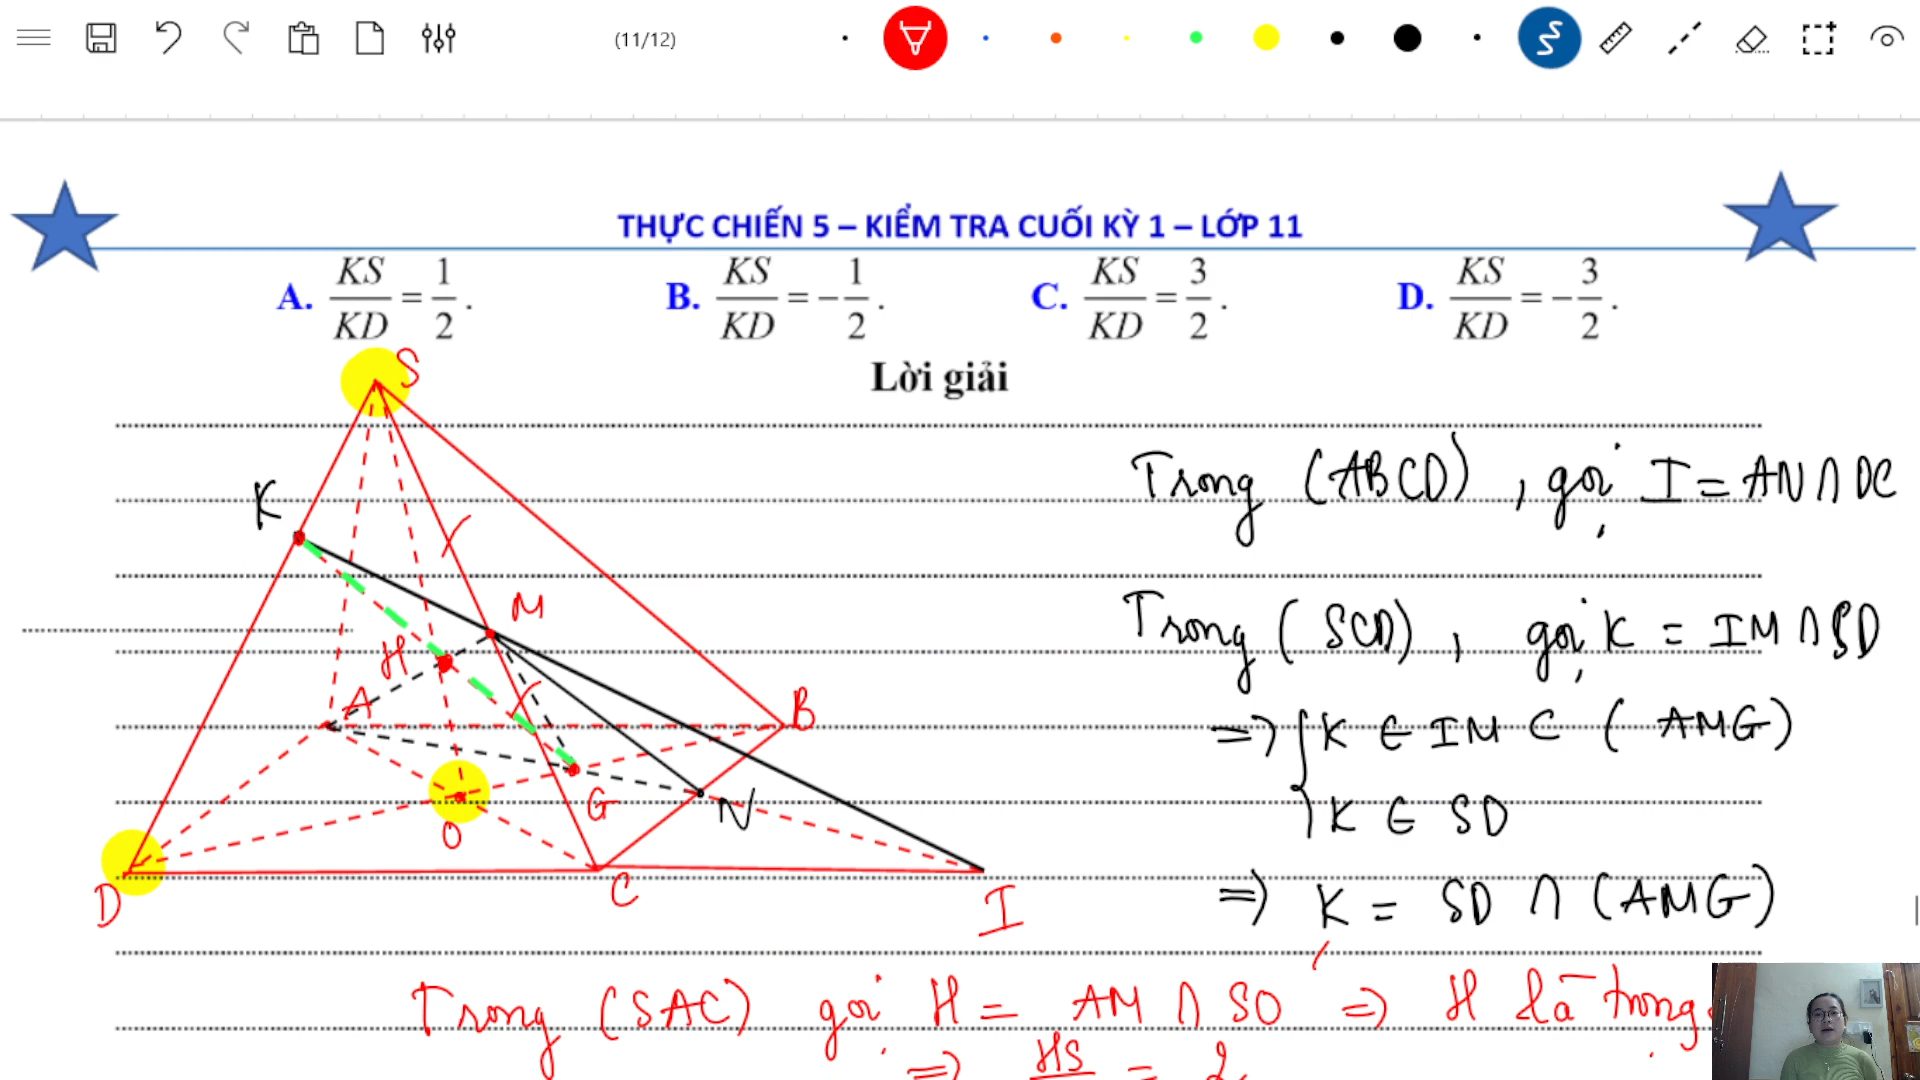 (11/12)
THỰC CHIẾN 5 – KIỂM TRA CUỐI KỲ 1 – LỚP 11
A. KS/KD = 1/2 . B. KS/KD = -1/2 . C. KS/KD = 3/2 . D. KS/KD = -3/2 .
Lời giải
S
K
M
H
A
B
O
G
N
D
C
I
Trong (ABCD) , gọi I = AN ∩ DC
Trong ( SCD) , gọi K = IM ∩ SD
=> { K ∈ IM ⊂ ( AMG)
K ∈ SD
=> K = SD ∩ (AMG)
Trong (SAC) gọi H = AM ∩ SO => H là trọng
=> HS = 2